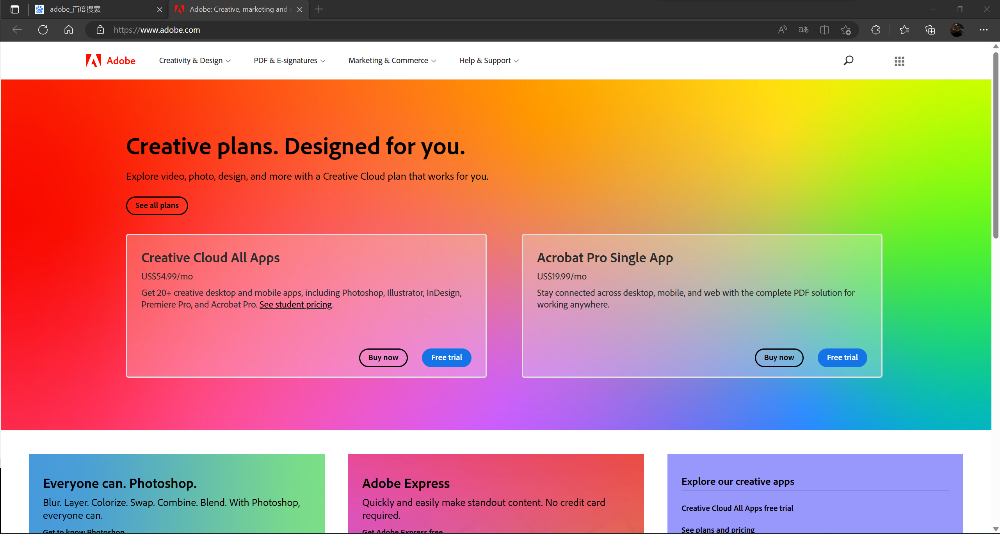 adobe_百度搜索
Adobe: Creative, marketing and
https://www.adobe.com
Adobe
Creativity & Design
PDF & E-signatures
Marketing & Commerce
Help & Support
Creative plans. Designed for you.
Explore video, photo, design, and more with a Creative Cloud plan that works for you.
See all plans
Creative Cloud All Apps
US$54.99/mo
Get 20+ creative desktop and mobile apps, including Photoshop, Illustrator, InDesign,
Premiere Pro, and Acrobat Pro. See student pricing.
Buy now
Free trial
Acrobat Pro Single App
US$19.99/mo
Stay connected across desktop, mobile, and web with the complete PDF solution for
working anywhere.
Buy now
Free trial
Everyone can. Photoshop.
Blur. Layer. Colorize. Swap. Combine. Blend. With Photoshop,
everyone can.
Get to know Photoshop
Adobe Express
Quickly and easily make standout content. No credit card
required.
Get Adobe Express free
Explore our creative apps
Creative Cloud All Apps free trial
See plans and pricing